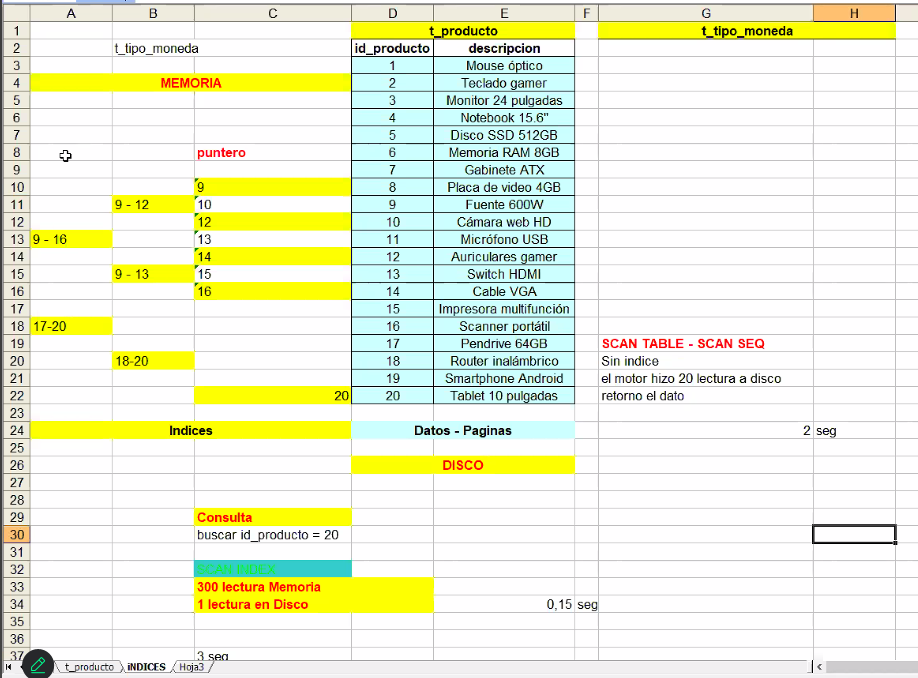 A B C D E F G H
1 t_producto t_tipo_moneda
2 t_tipo_moneda id_producto descripcion
3 1 Mouse óptico
4 MEMORIA 2 Teclado gamer
5 3 Monitor 24 pulgadas
6 4 Notebook 15.6"
7 5 Disco SSD 512GB
8 puntero 6 Memoria RAM 8GB
9 7 Gabinete ATX
10 9 8 Placa de video 4GB
11 9 - 12 10 9 Fuente 600W
12 12 10 Cámara web HD
13 9 - 16 13 11 Micrófono USB
14 14 12 Auriculares gamer
15 9 - 13 15 13 Switch HDMI
16 16 14 Cable VGA
17 15 Impresora multifunción
18 17-20 16 Scanner portátil
19 17 Pendrive 64GB SCAN TABLE - SCAN SEQ
20 18-20 18 Router inalámbrico Sin indice
21 19 Smartphone Android el motor hizo 20 lectura a disco
22 20 20 Tablet 10 pulgadas retorno el dato
23
24 Indices Datos - Paginas 2 seg
25
26 DISCO
27
28
29 Consulta
30 buscar id_producto = 20
31
32 SCAN INDEX
33 300 lectura Memoria
34 1 lectura en Disco 0,15 seg
35
36
37 3 seg
t_producto iNDICES Hoja3